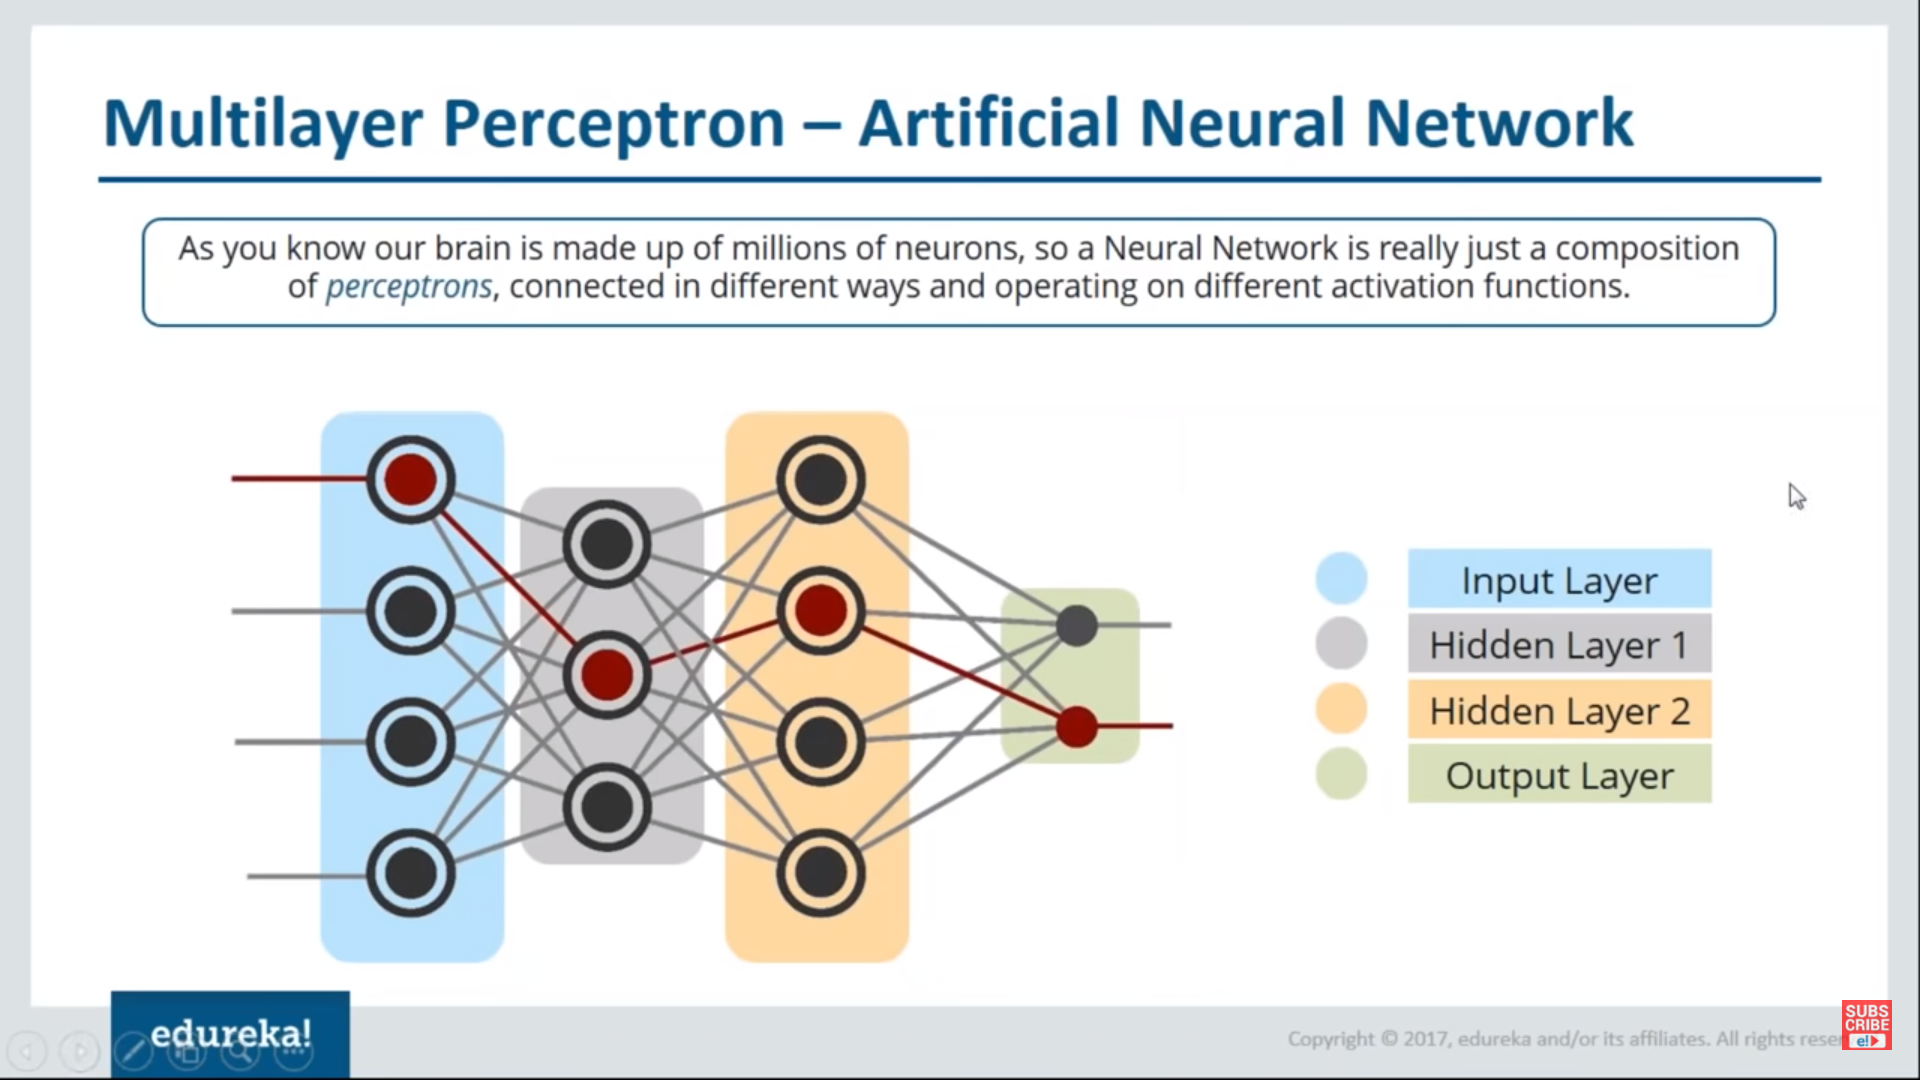 Multilayer Perceptron – Artificial Neural Network
As you know our brain is made up of millions of neurons, so a Neural Network is really just a composition
of perceptrons, connected in different ways and operating on different activation functions.
Input Layer
Hidden Layer 1
Hidden Layer 2
Output Layer
edureka!
Copyright © 2017, edureka and/or its affiliates. All rights
SUBS
CRIBE
e!